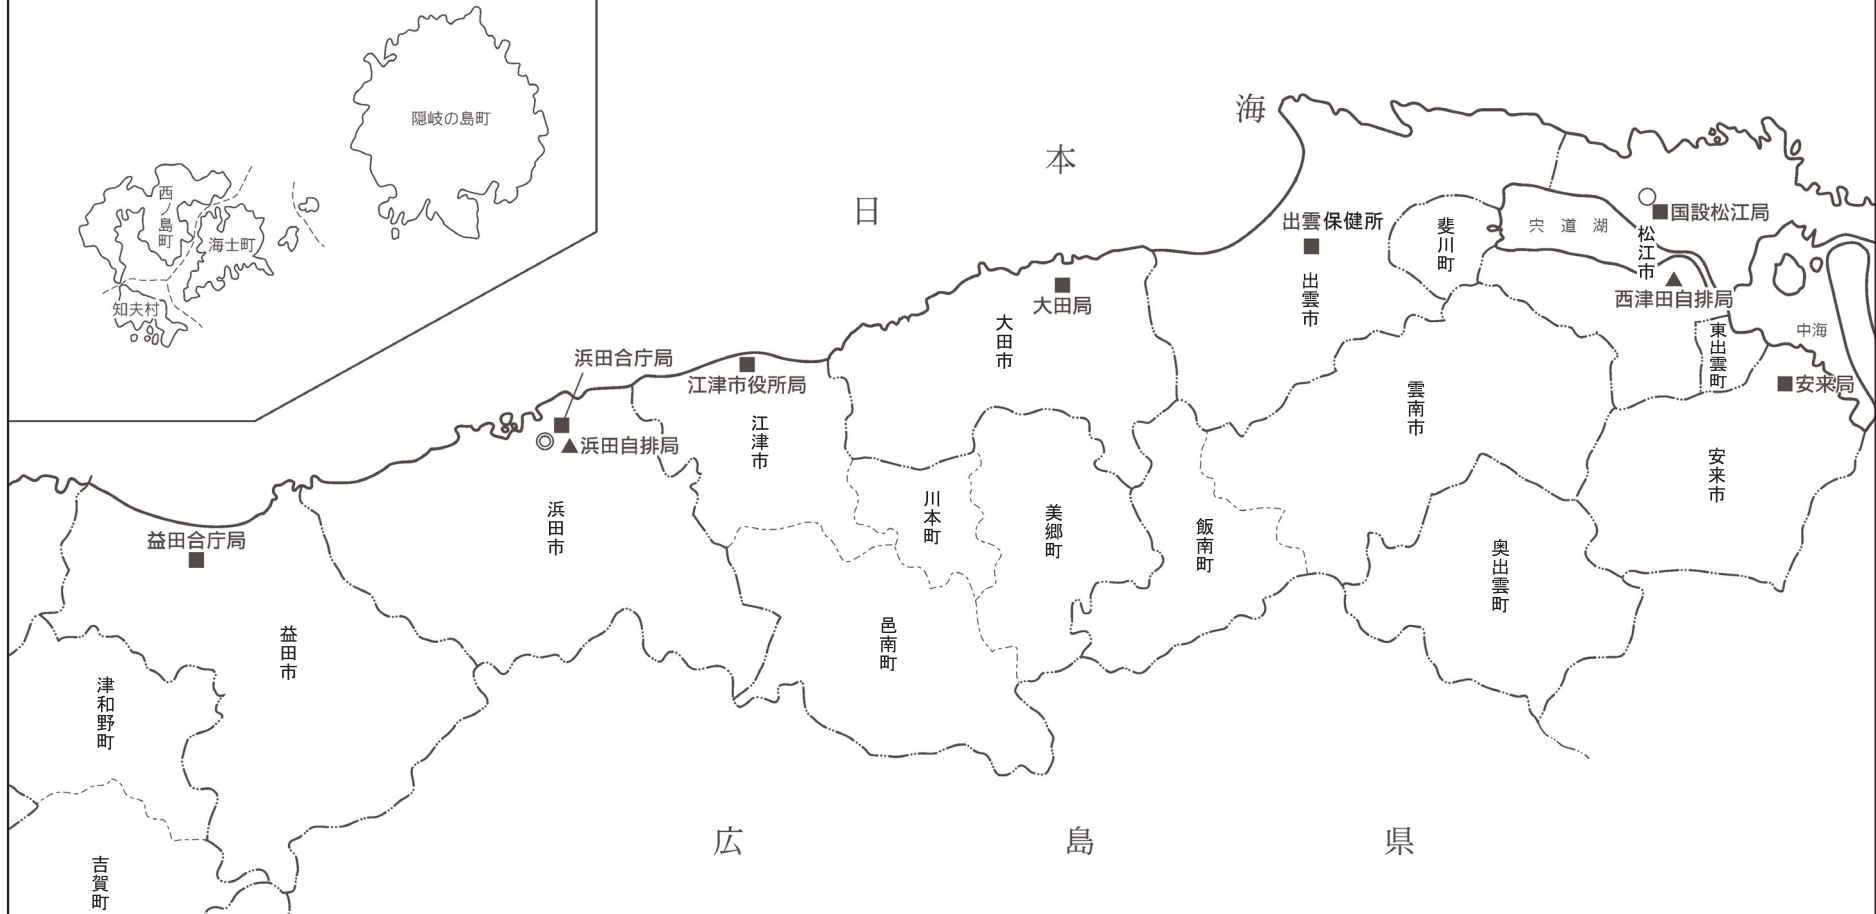 隠岐の島町
西ノ島町
海士町
知夫村
日本海
出雲保健所
斐川町
宍道湖
国設松江局
松江市
西津田自排局
中海
東出雲町
安来局
出雲市
大田局
大田市
浜田合庁局
江津市役所局
江津市
浜田自排局
雲南市
安来市
川本町
美郷町
飯南町
浜田市
益田合庁局
益田市
奥出雲町
邑南町
津和野町
吉賀町
広島県